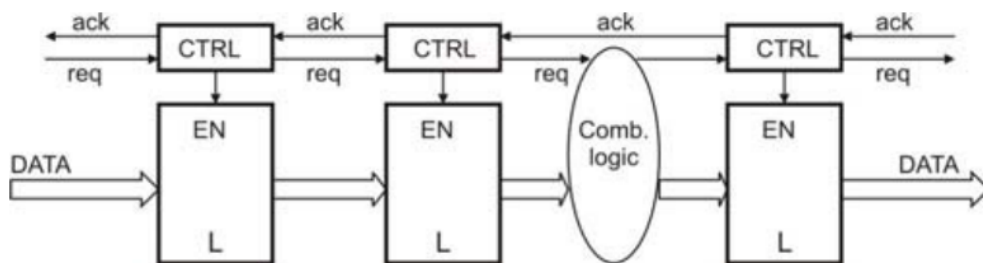 ack ack ack ack
CTRL CTRL CTRL
req req req req
EN EN Comb. EN
logic
DATA DATA
L L L